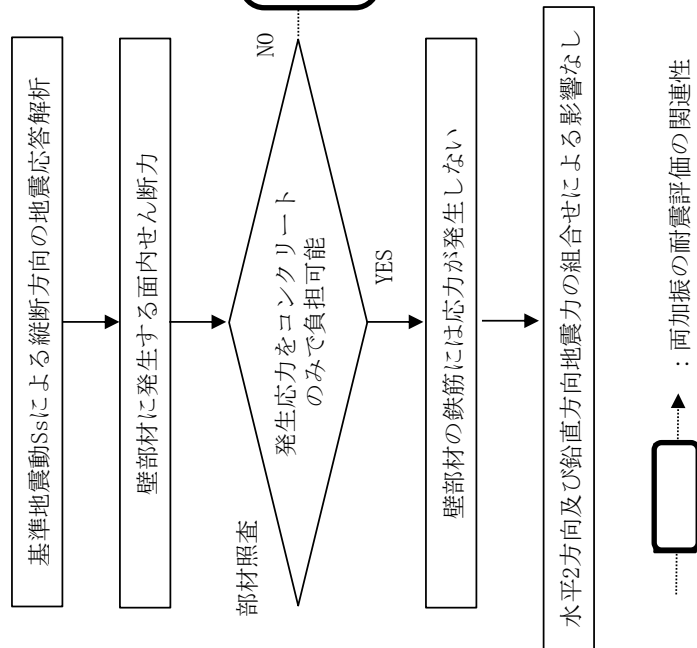 基準地震動Ssによる縦断方向の地震応答解析
壁部材に発生する面内せん断力
部材照査
発生応力をコンクリート
のみで負担可能
NO
YES
壁部材の鉄筋には応力が発生しない
水平2方向及び鉛直方向地震力の組合せによる影響なし
：両加振の耐震評価の関連性